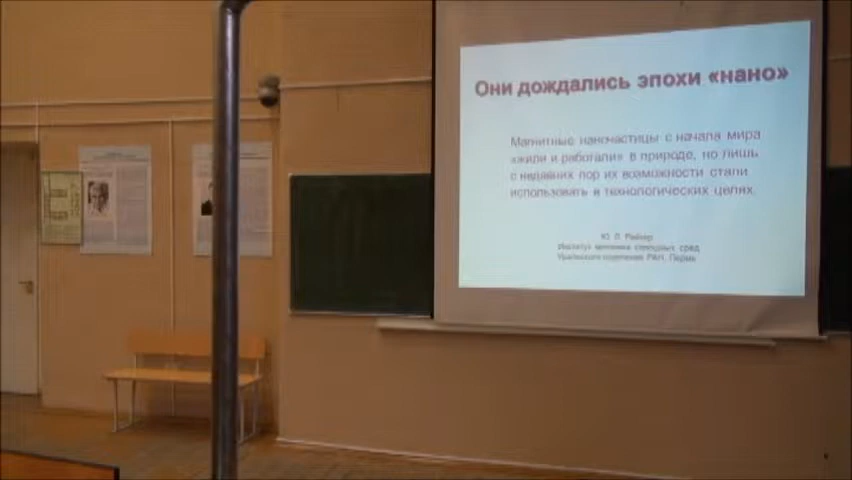 Они дождались эпохи «нано»
Магнитные наночастицы с начала мира
«жили и работали» в природе, но лишь
с недавних пор их возможности стали
использовать в технологических целях.
Ю. Л. Райхер
Институт механики сплошных сред
Уральского отделения РАН, Пермь